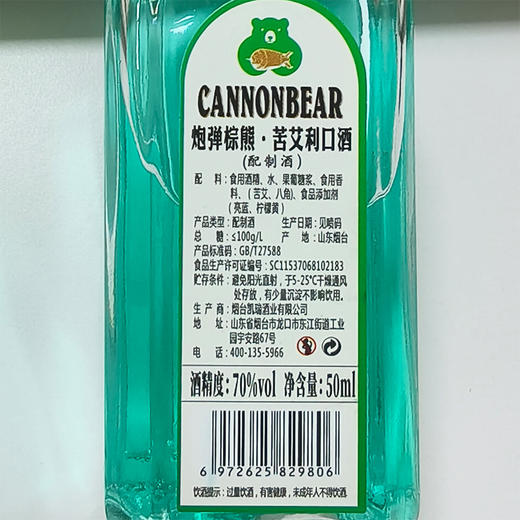 CANNONBEAR
炮弹棕熊·苦艾利口酒
(配制酒)
配 料：食用酒精、水、果葡糖浆、食用香
料、(苦艾、八角)、食品添加剂
(亮蓝、柠檬黄)
产品类型：配制酒 生产日期：见喷码
总 糖：≤100g/L 产 地：山东烟台
产品标准码：GB/T27588
食品生产许可证编号：SC11537068102183
贮存条件：避免阳光直射，于5-25℃干燥通风
处存放，有少量沉淀不影响饮用。
生 产 商：烟台凯瑞酒业有限公司
地 址：山东省烟台市龙口市东江街道工业
园宇安路67号
电 话：400-135-5966
酒精度：70%vol 净含量：50ml
6 972625 829806
饮酒提示：过量饮酒，有害健康，未成年人不得饮酒。